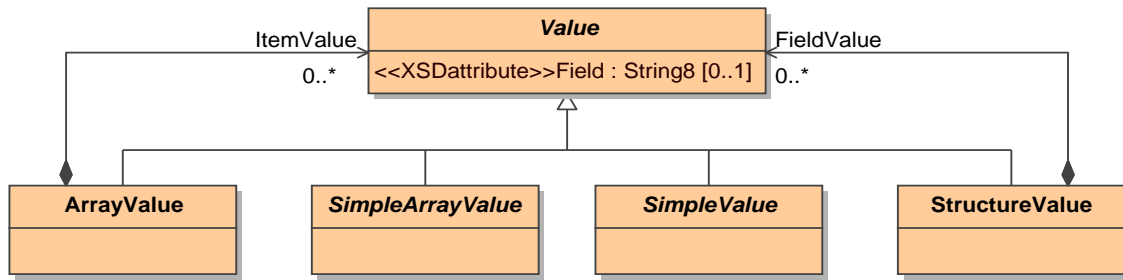 Value
ItemValue
FieldValue
<<XSDattribute>>Field : String8 [0..1]
0..*
0..*
ArrayValue
SimpleArrayValue
SimpleValue
StructureValue